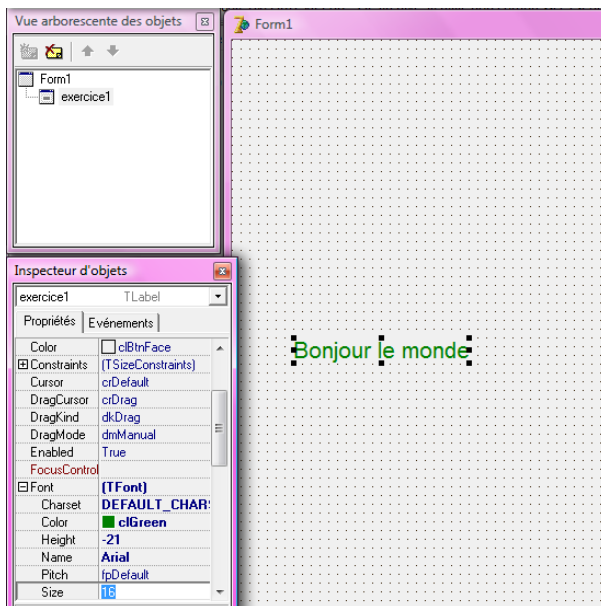 Vue arborescente des objets
Form1
exercice1
Inspecteur d'objets
exercice1 TLabel
Propriétés Evénements
Color clBtnFace
Constraints (TSizeConstraints)
Cursor crDefault
DragCursor crDrag
DragKind dkDrag
DragMode dmManual
Enabled True
FocusControl
Font (TFont)
Charset DEFAULT_CHAR
Color clGreen
Height -21
Name Arial
Pitch fpDefault
Size 16
Form1
Bonjour le monde